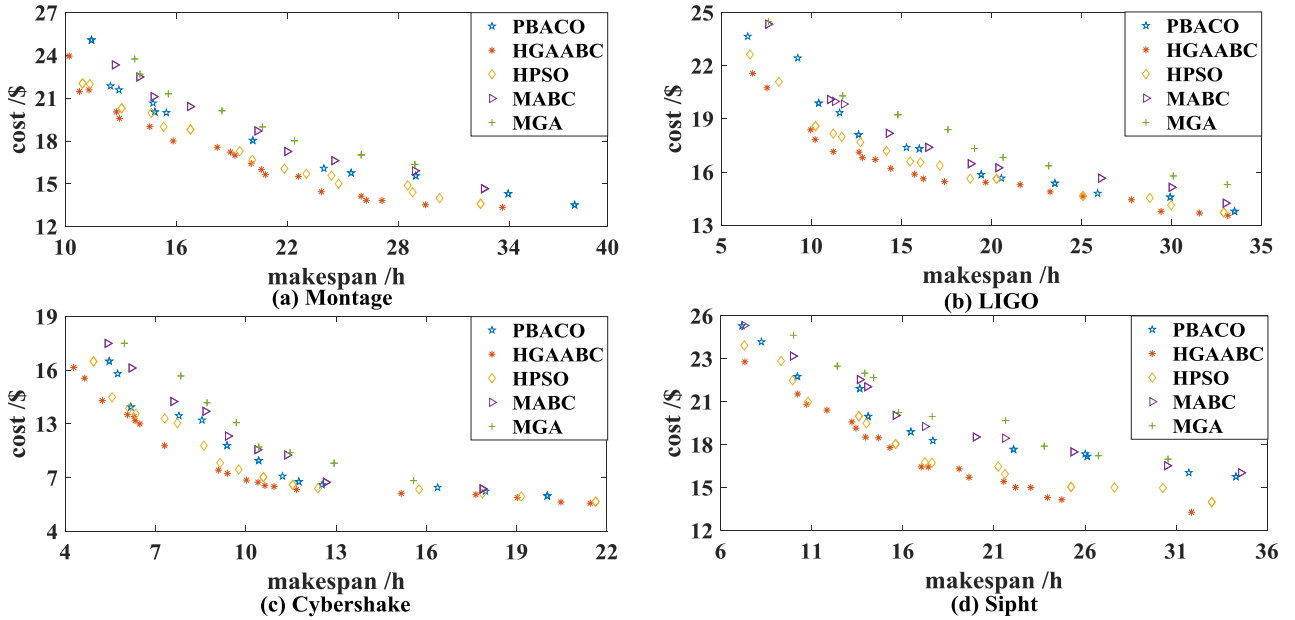 27
24
21
18
15
12
cost /$
10
16
22
28
34
40
makespan /h
(a) Montage
PBACO
HGAABC
HPSO
MABC
MGA
25
22
19
16
13
cost /$
5
10
15
20
25
30
35
makespan /h
(b) LIGO
PBACO
HGAABC
HPSO
MABC
MGA
19
16
13
10
7
4
cost /$
4
7
10
13
16
19
22
makespan /h
(c) Cybershake
PBACO
HGAABC
HPSO
MABC
MGA
26
23
20
18
15
12
cost /$
6
11
16
21
26
31
36
makespan /h
(d) Sipht
PBACO
HGAABC
HPSO
MABC
MGA